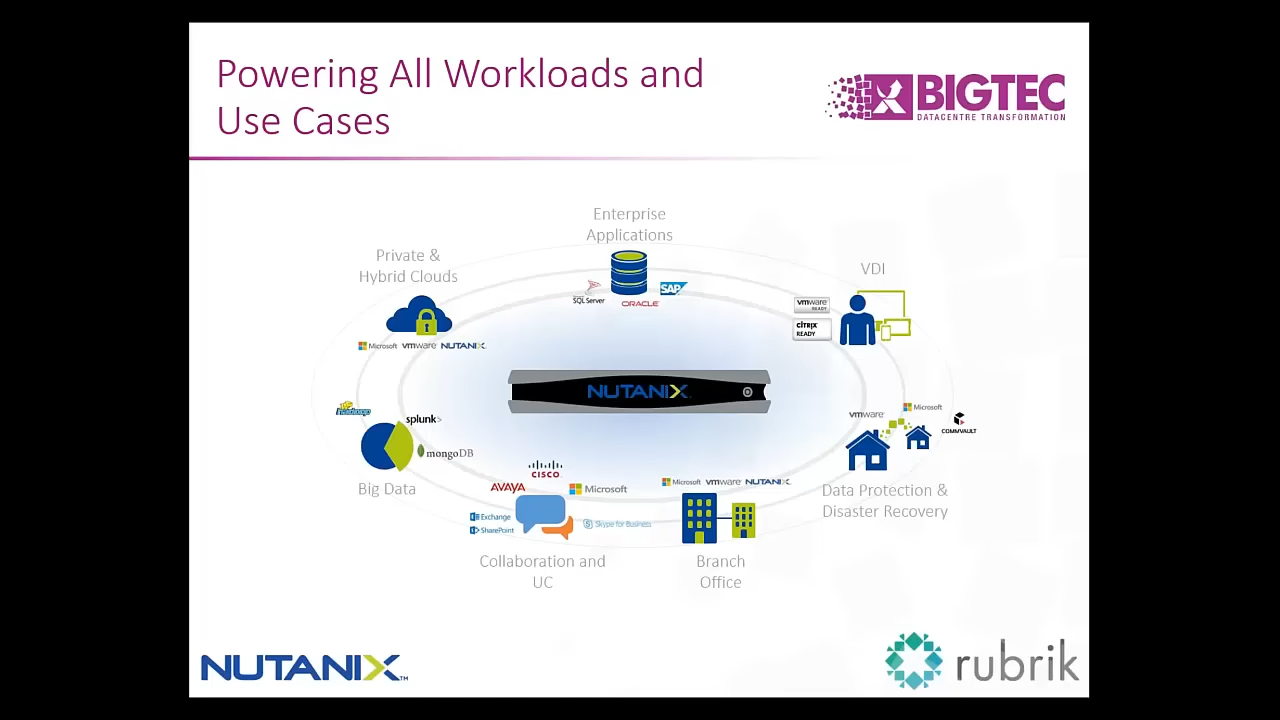 Powering All Workloads and
Use Cases
BIGTEC
DATACENTRE TRANSFORMATION
Enterprise
Applications
SQL Server
ORACLE
SAP
Private &
Hybrid Clouds
Microsoft vmware NUTANIX
VDI
vmware
READY
CITRIX
READY
NUTANIX
hadoop
splunk>
mongoDB
Big Data
vmware
Microsoft
COMMVAULT
Data Protection &
Disaster Recovery
CISCO
AVAYA
Microsoft
Exchange
SharePoint
Skype for Business
Collaboration and
UC
Microsoft vmware NUTANIX
Branch
Office
NUTANIX™
rubrik